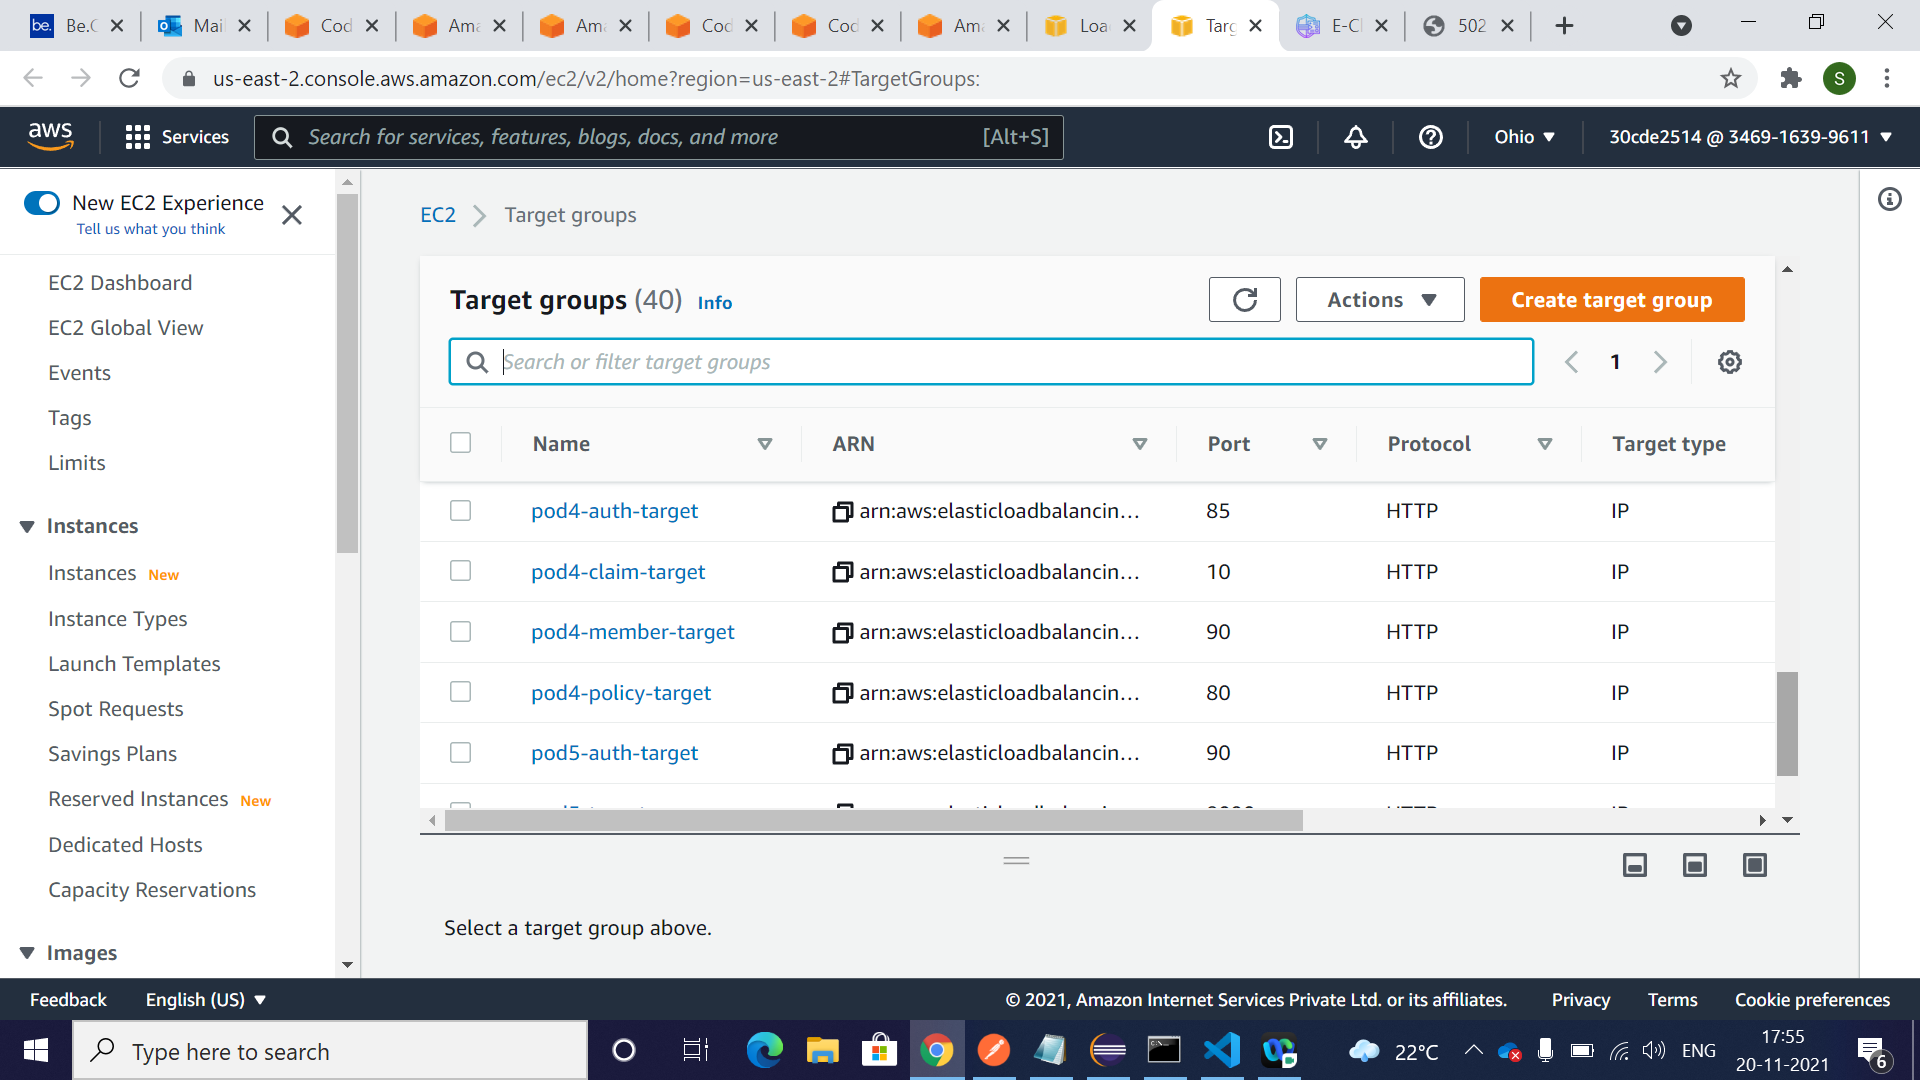 Be.C
Mail
Cod
Ama
Ama
Cod
Cod
Ama
Loa
Targ
E-Cl
502
us-east-2.console.aws.amazon.com/ec2/v2/home?region=us-east-2#TargetGroups:
S
aws
Services
Search for services, features, blogs, docs, and more
[Alt+S]
Ohio
30cde2514 @ 3469-1639-9611
New EC2 Experience
Tell us what you think
EC2 Dashboard
EC2 Global View
Events
Tags
Limits
Instances
Instances New
Instance Types
Launch Templates
Spot Requests
Savings Plans
Reserved Instances New
Dedicated Hosts
Capacity Reservations
Images
EC2 > Target groups
Target groups (40) Info
Actions
Create target group
Search or filter target groups
1
Name ARN Port Protocol Target type
pod4-auth-target arn:aws:elasticloadbalancin… 85 HTTP IP
pod4-claim-target arn:aws:elasticloadbalancin… 10 HTTP IP
pod4-member-target arn:aws:elasticloadbalancin… 90 HTTP IP
pod4-policy-target arn:aws:elasticloadbalancin… 80 HTTP IP
pod5-auth-target arn:aws:elasticloadbalancin… 90 HTTP IP
Select a target group above.
Feedback English (US)
© 2021, Amazon Internet Services Private Ltd. or its affiliates. Privacy Terms Cookie preferences
Type here to search
22°C
ENG
17:55
20-11-2021
6